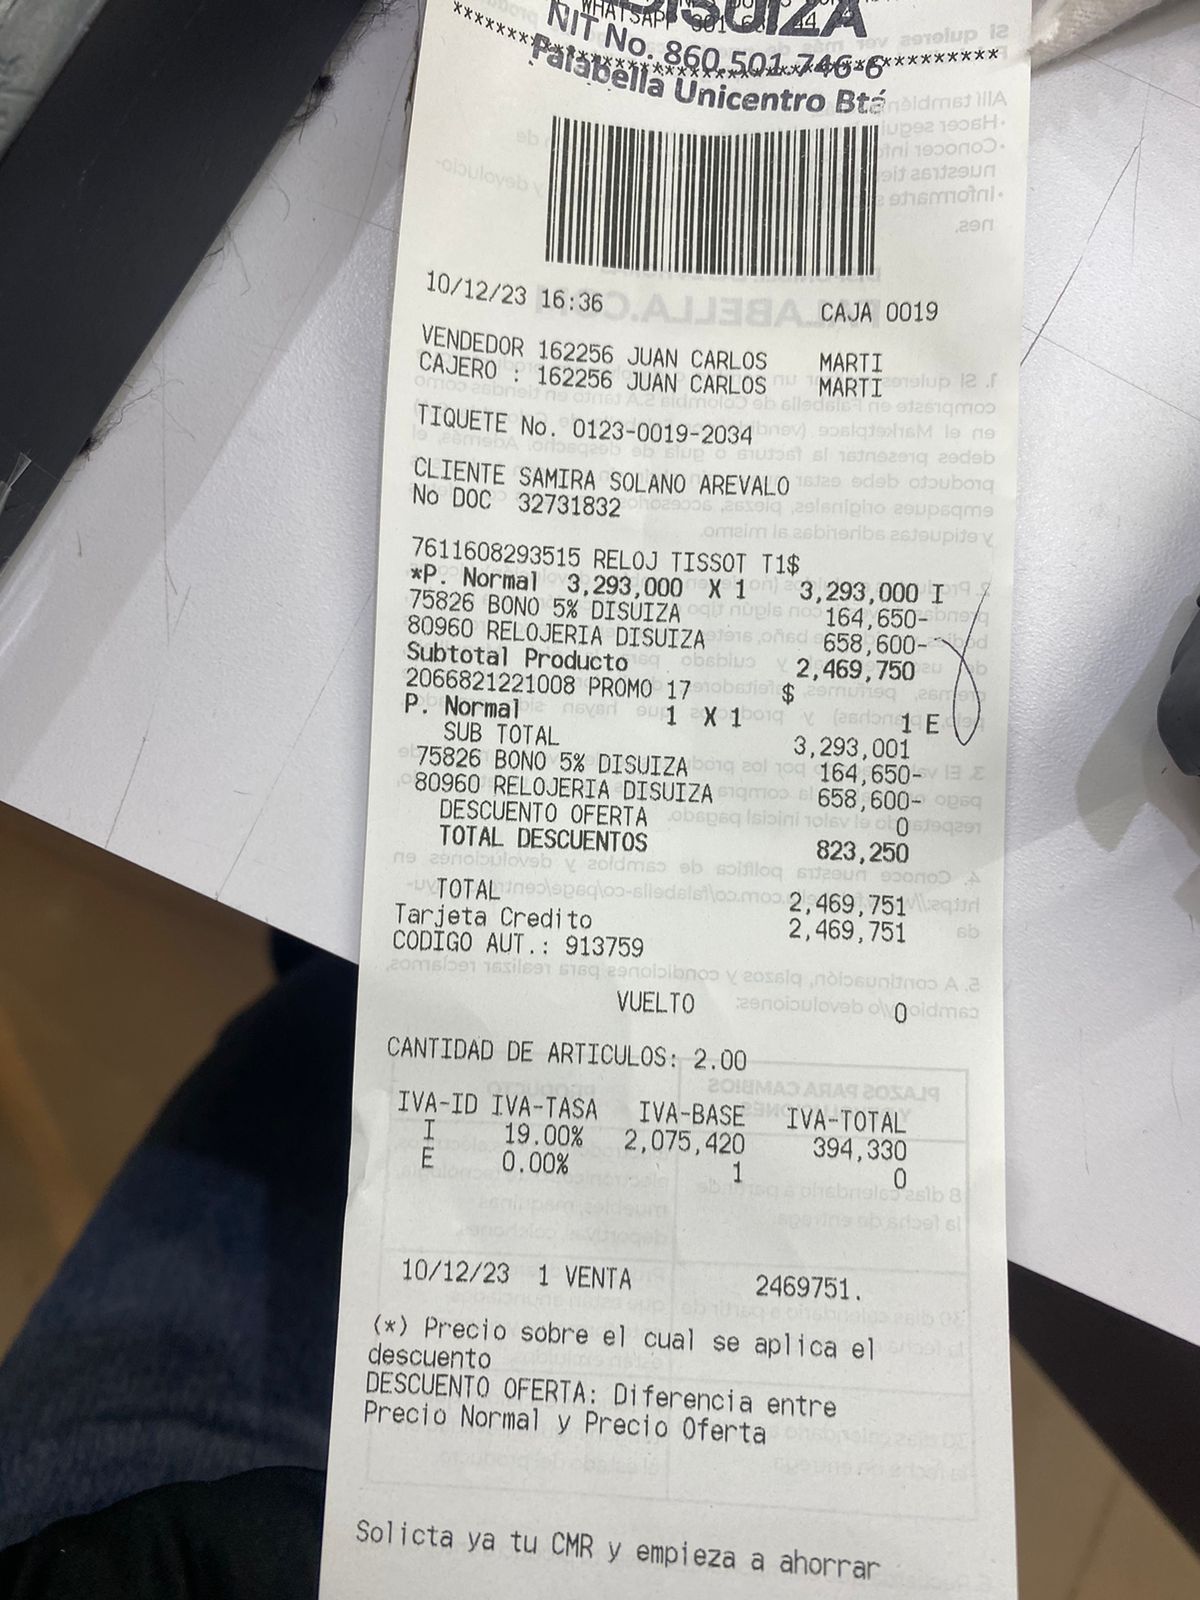 DISUIZA
WHATSAPP
NIT No. 860.501.746-6
***********************************
Falabella Unicentro Btá
10/12/23 16:36 CAJA 0019
VENDEDOR 162256 JUAN CARLOS MARTI
CAJERO : 162256 JUAN CARLOS MARTI
TIQUETE No. 0123-0019-2034
CLIENTE SAMIRA SOLANO AREVALO
No DOC 32731832
7611608293515 RELOJ TISSOT T1$
*P. Normal 3,293,000 X 1 3,293,000 I
75826 BONO 5% DISUIZA 164,650-
80960 RELOJERIA DISUIZA 658,600-
Subtotal Producto 2,469,750
2066821221008 PROMO 17 $
P. Normal 1 X 1 1 E
SUB TOTAL 3,293,001
75826 BONO 5% DISUIZA 164,650-
80960 RELOJERIA DISUIZA 658,600-
DESCUENTO OFERTA 0
TOTAL DESCUENTOS 823,250
TOTAL 2,469,751
Tarjeta Credito 2,469,751
CODIGO AUT.: 913759
VUELTO 0
CANTIDAD DE ARTICULOS: 2.00
IVA-ID IVA-TASA IVA-BASE IVA-TOTAL
I 19.00% 2,075,420 394,330
E 0.00% 1 0
10/12/23 1 VENTA 2469751.
(*) Precio sobre el cual se aplica el
descuento
DESCUENTO OFERTA: Diferencia entre
Precio Normal y Precio Oferta
Solicta ya tu CMR y empieza a ahorrar